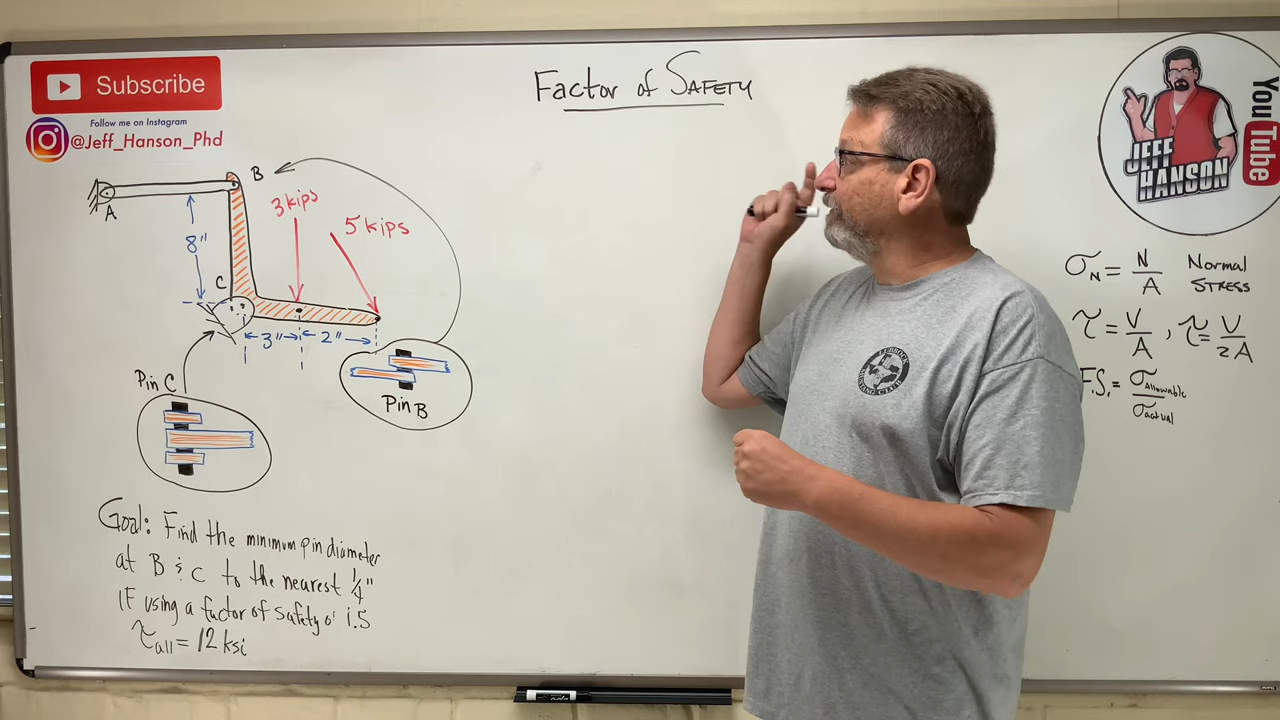 Subscribe
Follow me on Instagram
@Jeff_Hanson_Phd
Factor of SAFETY
YouTube
JEFF
HANSON
B
A
3 kips
5 kips
8"
C
3"
2"
Pin C
Pin B
Goal: Find the minimum pin diameter
at B & C to the nearest 1/4"
IF using a factor of safety of 1.5
τall = 12 ksi
σN = N/A Normal STRESS
τ = V/A , τ = V/2A
F.S. = σAllowable/σactual
LUBBOCK